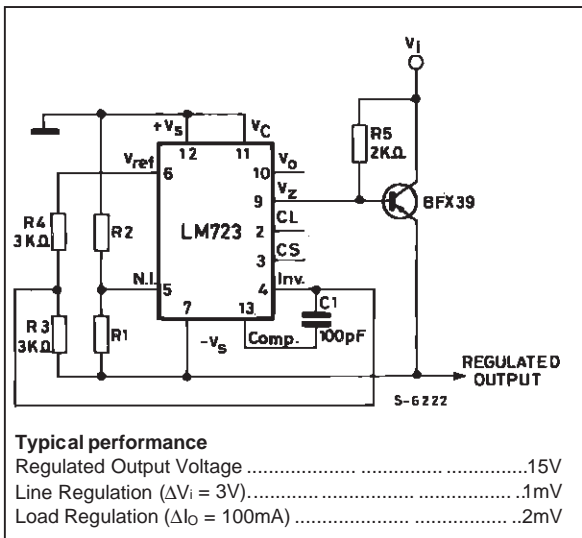 Vi
+Vs
VC
12
11
R5
2KΩ
Vref
6
10
Vo
9
Vz
BFX39
R4
3KΩ
R2
LM723
2
CL
3
CS
N.I.
5
4
Inv.
C1
7
13
100pF
R3
3KΩ
R1
-Vs
Comp.
REGULATED
OUTPUT
S-6222
Typical performance
Regulated Output Voltage .................... .................... ..................15V
Line Regulation (ΔVi = 3V).................... .................... ..................1mV
Load Regulation (ΔIO = 100mA) .................... .................... ..2mV